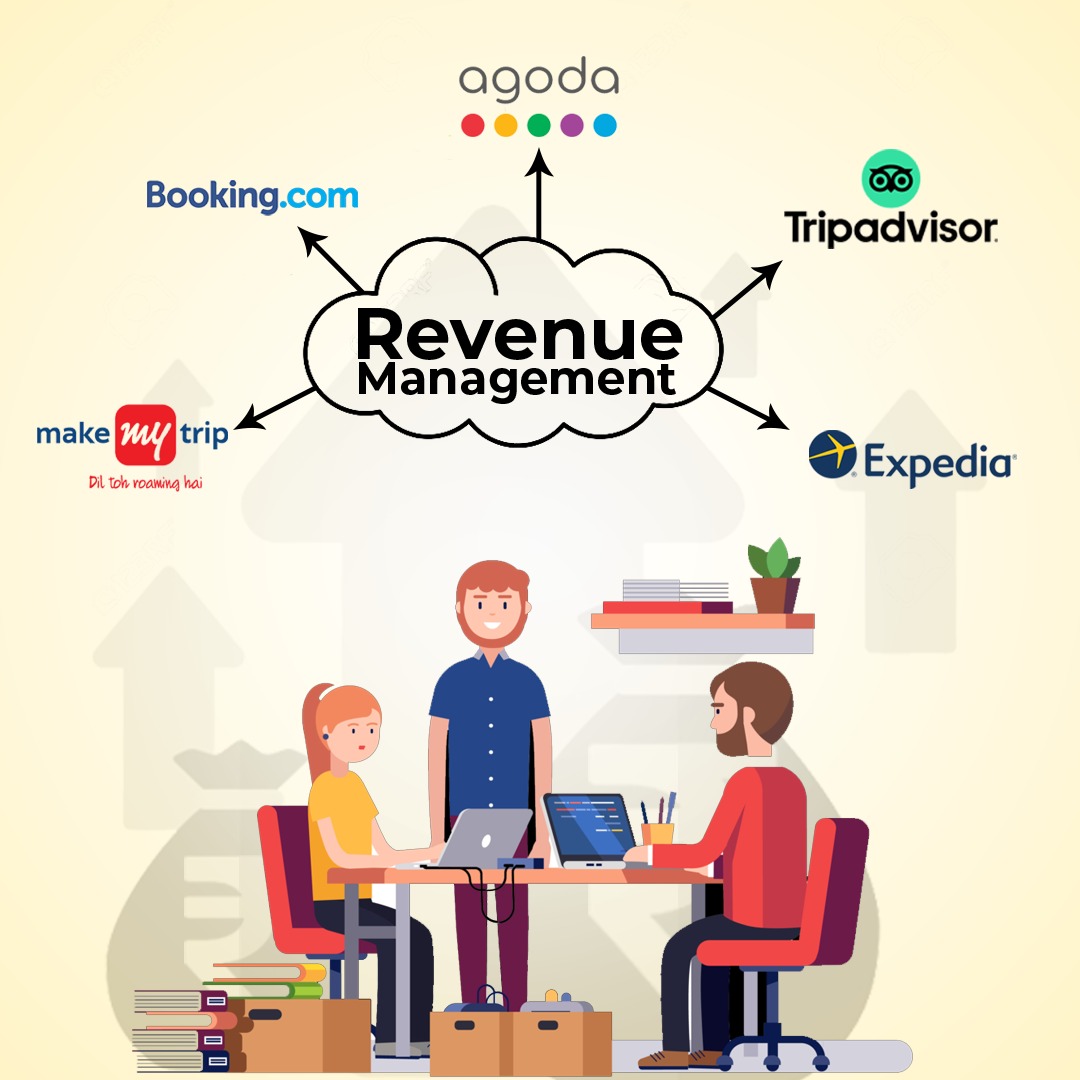 agoda
Booking.com
Tripadvisor
Revenue
Management
make my trip
Dil toh roaming hai
Expedia